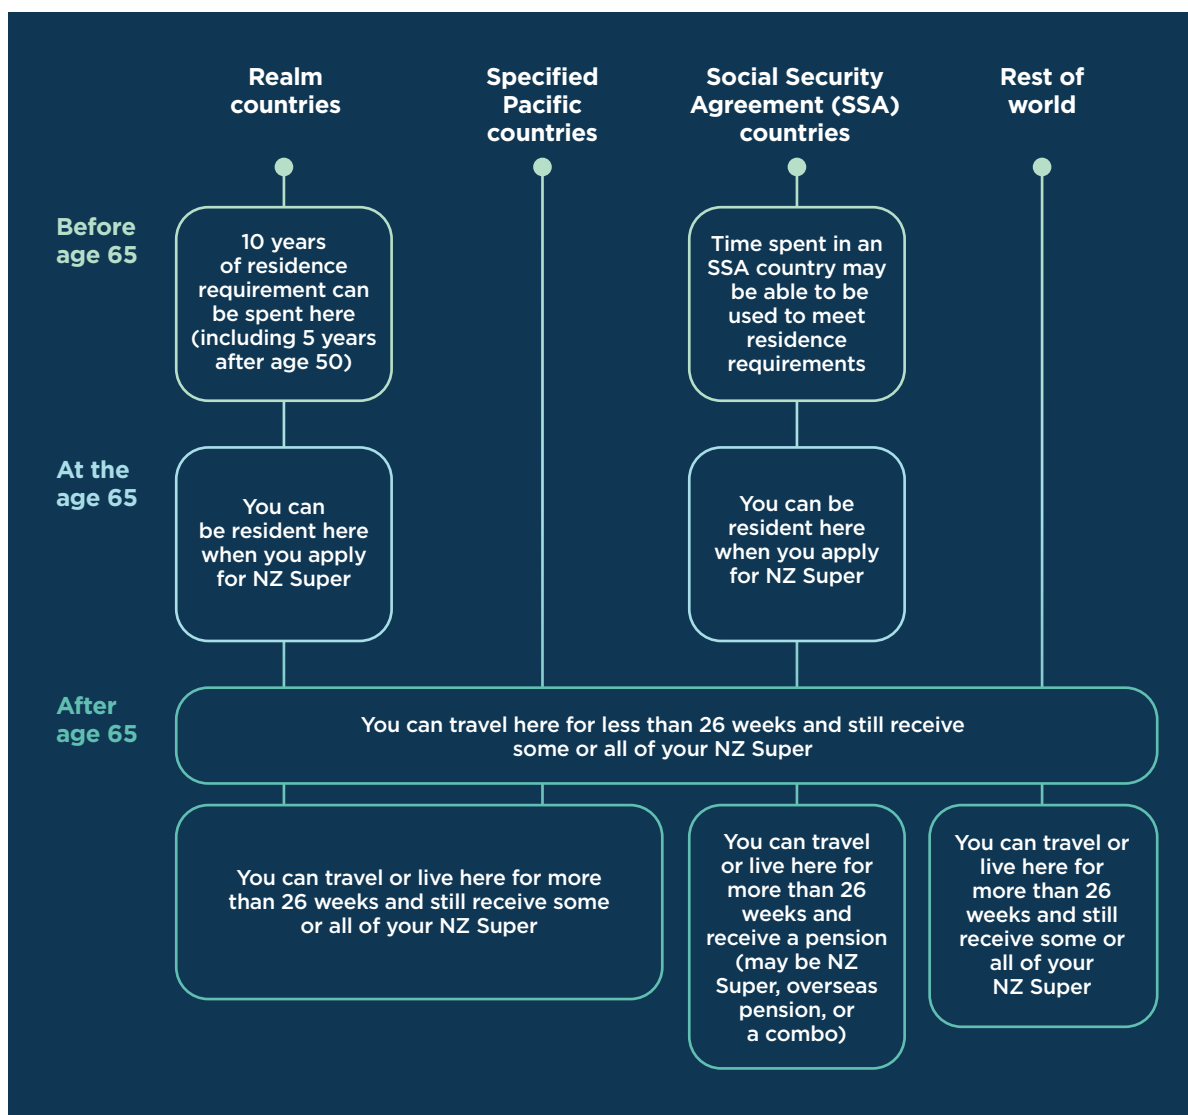 Realm
countries
Specified
Pacific
countries
Social Security
Agreement (SSA)
countries
Rest of
world
Before
age 65
10 years
of residence
requirement can
be spent here
(including 5 years
after age 50)
Time spent in an
SSA country may
be able to be
used to meet
residence
requirements
At the
age 65
You can
be resident here
when you apply
for NZ Super
You can be
resident here
when you apply
for NZ Super
After
age 65
You can travel here for less than 26 weeks and still receive
some or all of your NZ Super
You can travel or live here for more
than 26 weeks and still receive some
or all of your NZ Super
You can travel
or live here for
more than 26
weeks and
receive a pension
(may be NZ
Super, overseas
pension, or
a combo)
You can travel or
live here for
more than 26
weeks and still
receive some or
all of your
NZ Super